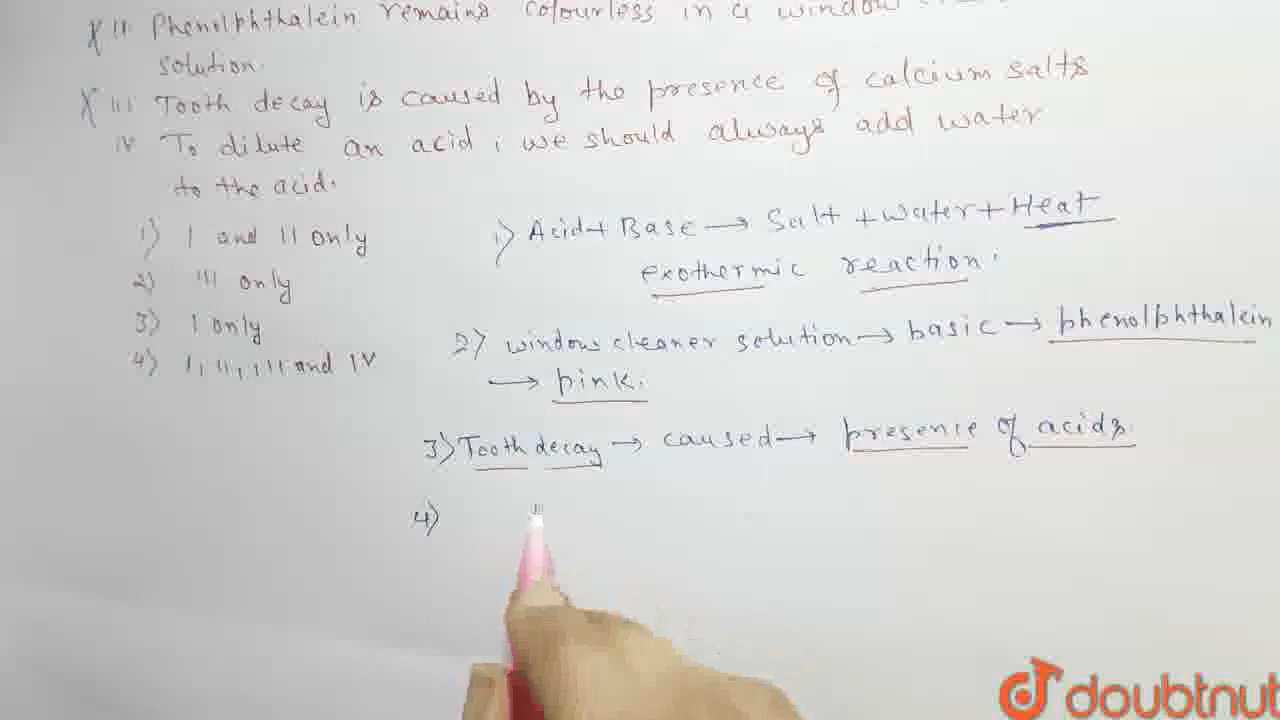 X II Phenolphthalein remains colourless in a window
solution.
X III Tooth decay is caused by the presence of calcium salts
IV To dilute an acid, we should always add water
to the acid.
1) I and II only
2) III only
3) I only
4) I, II, III and IV
1) Acid + Base → Salt + water + Heat
exothermic reaction.
2) window cleaner solution → basic → phenolphthalein
→ pink.
3) Tooth decay → caused → presence of acids.
4)
doubtnut